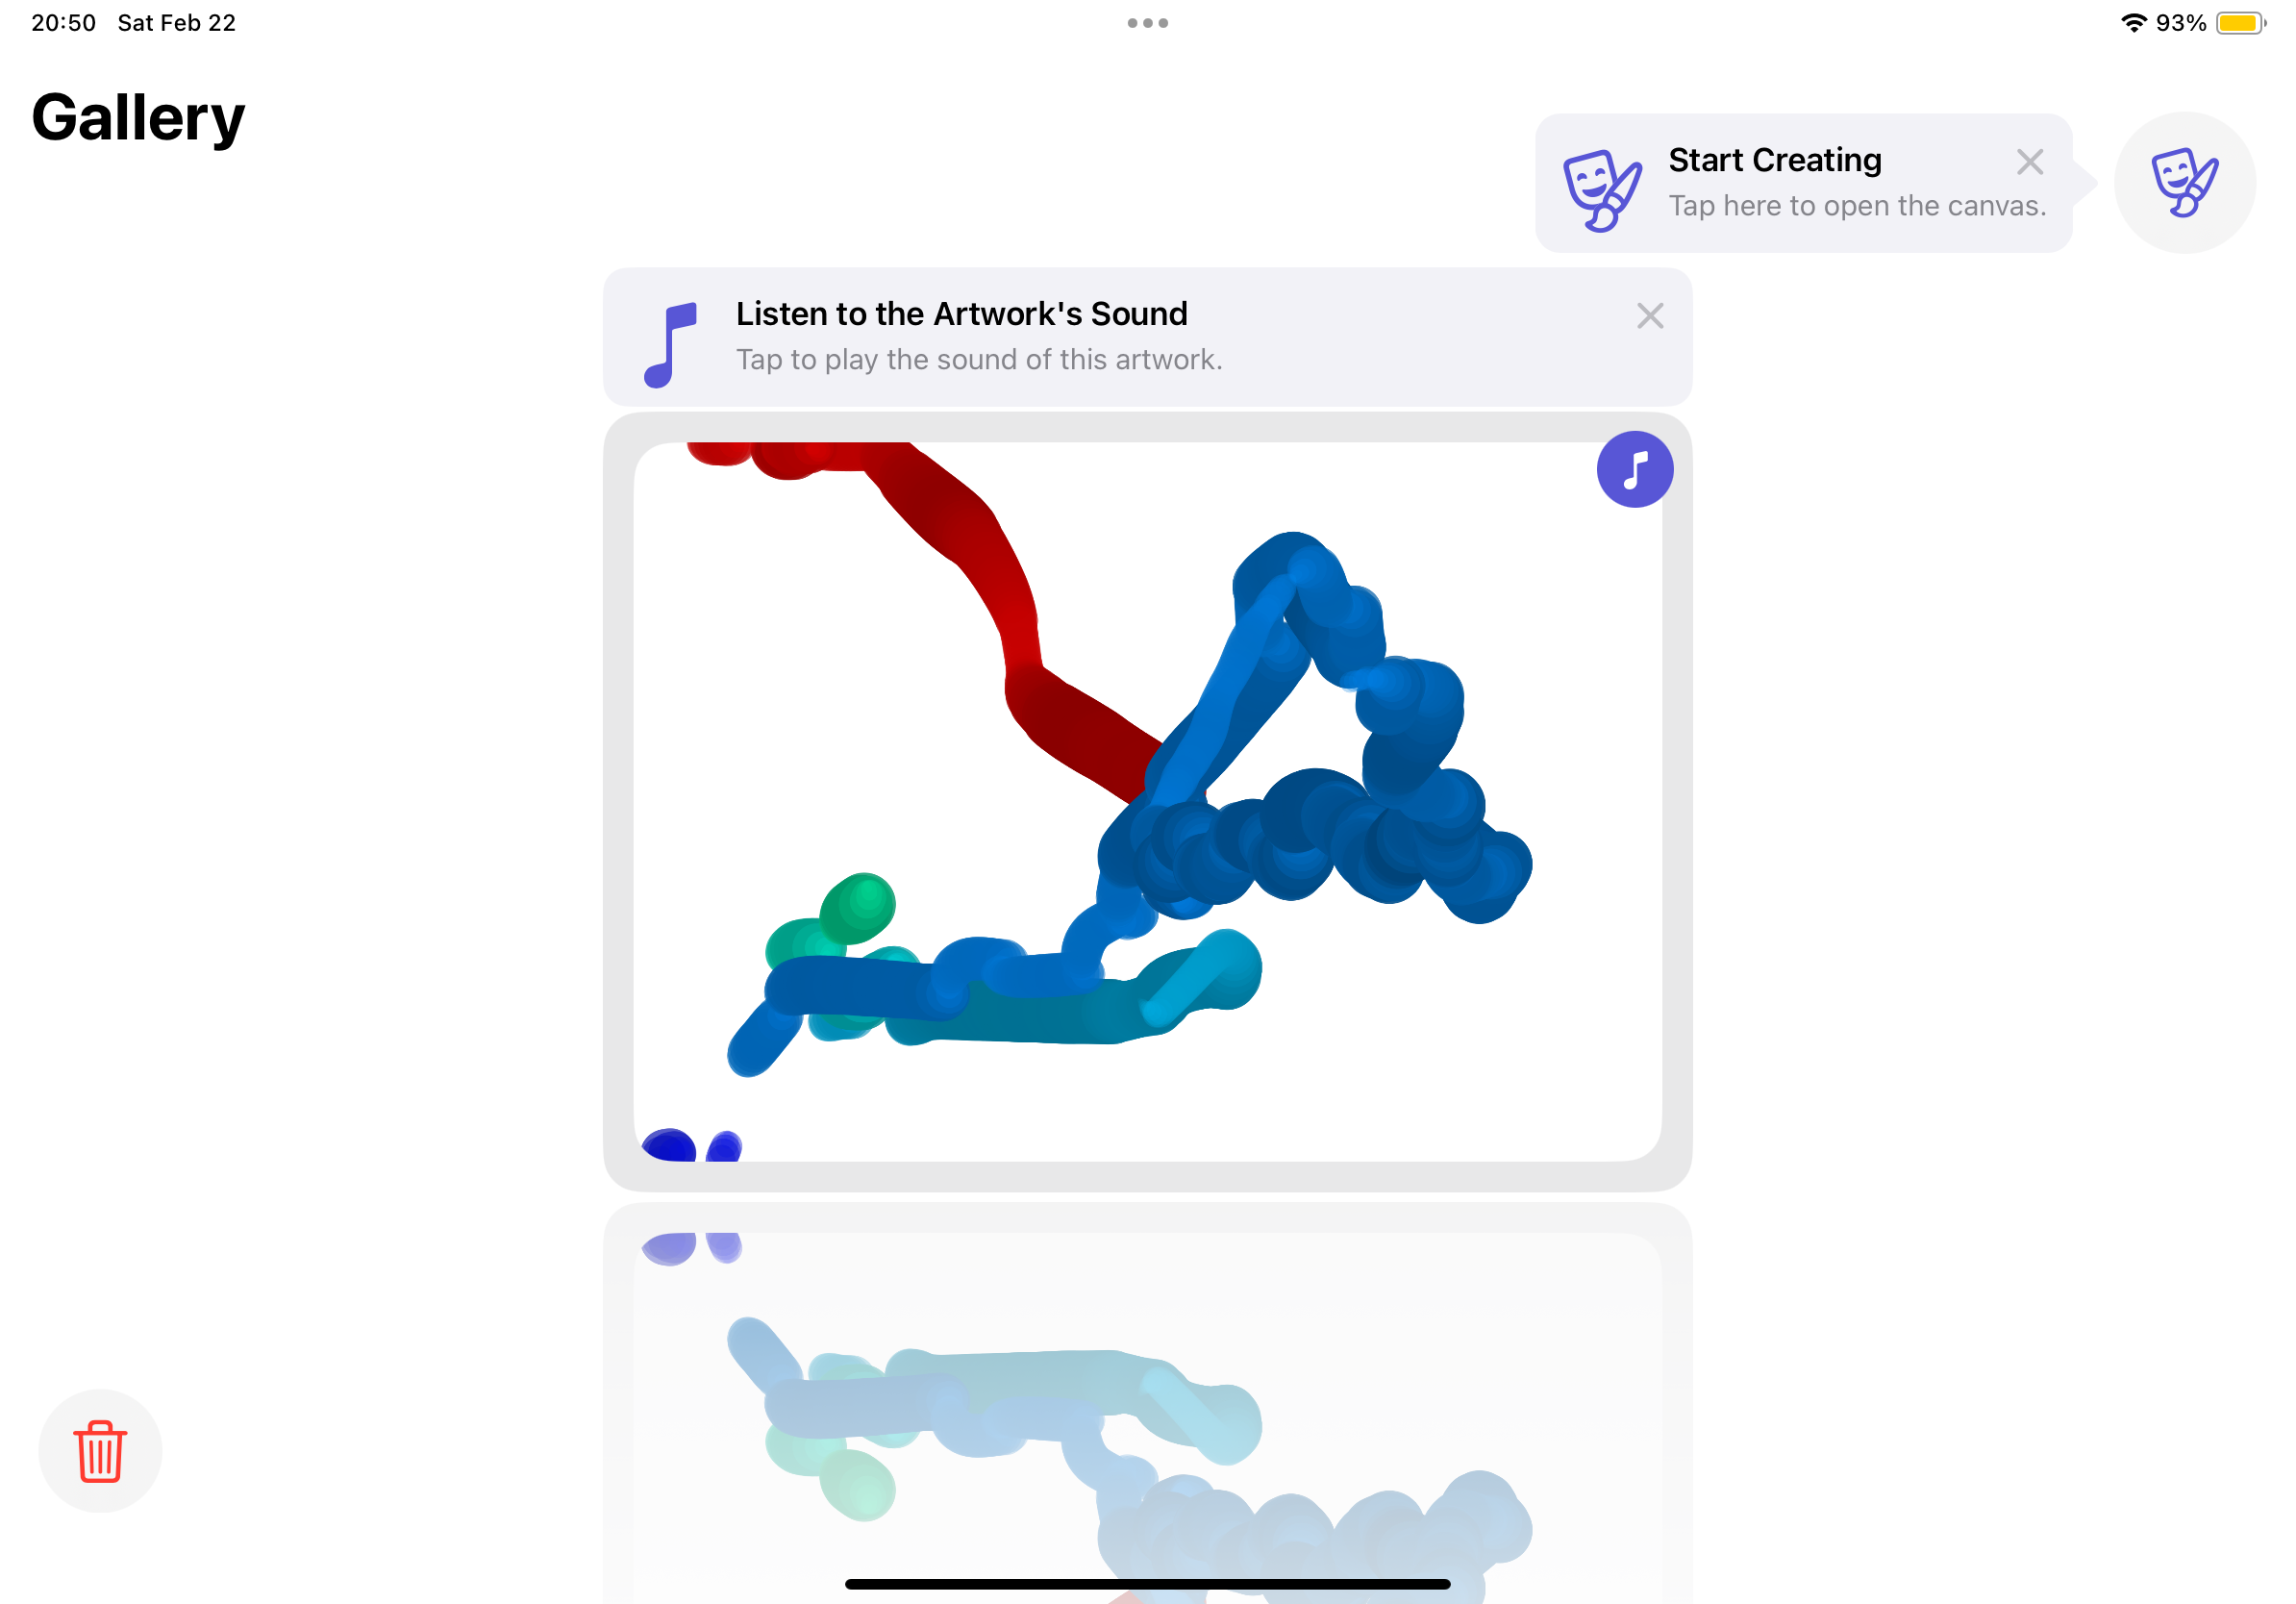 20:50 Sat Feb 22
93%
Gallery
Start Creating
Tap here to open the canvas.
Listen to the Artwork's Sound
Tap to play the sound of this artwork.